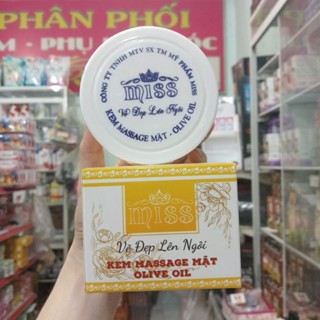 PHÂN PHỐI
M - PHỤ
CÔNG TY TNHH MTV SX TM MỸ PHẨM MISS
miss
Vẻ Đẹp Lên Ngôi
KEM MASSAGE MẶT - OLIVE OIL
miss
Vẻ Đẹp Lên Ngôi
KEM MASSAGE MẶT
OLIVE OIL